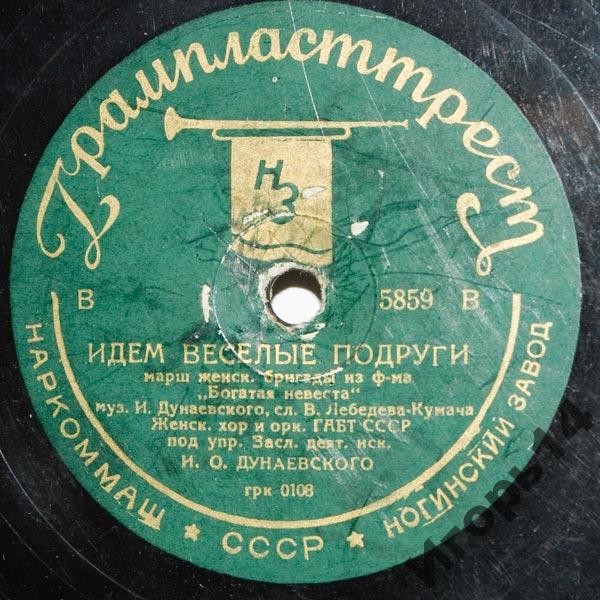 Грампласттрест
НЗ
В 5859 В
ИДЕМ ВЕСЕЛЫЕ ПОДРУГИ
марш женск. бригады из ф-ма
„Богатая невеста"
муз. И. Дунаевского, сл. В. Лебедева-Кумача
Женск. хор и орк. ГАБТ СССР
под упр. Засл. деят. иск.
И. О. ДУНАЕВСКОГО
грк 0108
НАРКОММАШ ★ СССР ★ НОГИНСКИЙ ЗАВОД
Игорь14